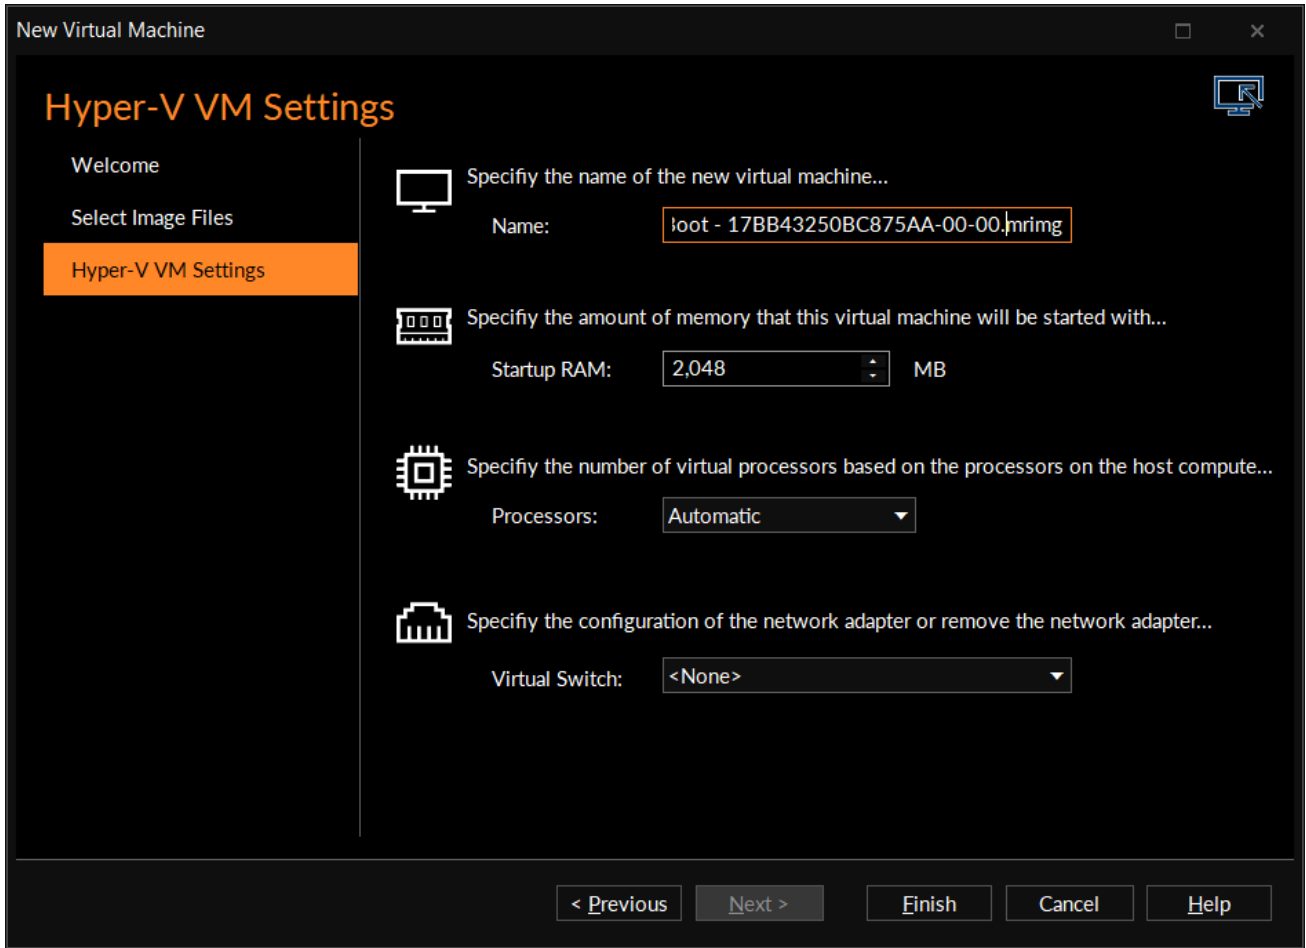 New Virtual Machine
Hyper-V VM Settings
Welcome
Select Image Files
Hyper-V VM Settings
Specifiy the name of the new virtual machine...
Name: Boot - 17BB43250BC875AA-00-00.mrimg
Specifiy the amount of memory that this virtual machine will be started with...
Startup RAM: 2,048 MB
Specifiy the number of virtual processors based on the processors on the host compute...
Processors: Automatic
Specifiy the configuration of the network adapter or remove the network adapter...
Virtual Switch: <None>
< Previous Next > Finish Cancel Help